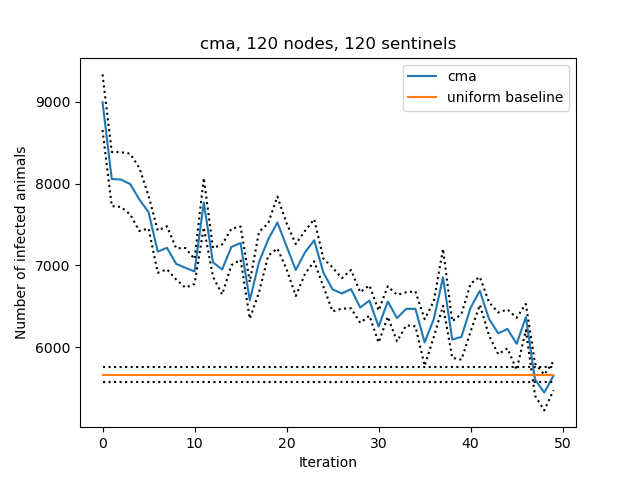 cma, 120 nodes, 120 sentinels
cma
uniform baseline
Number of infected animals
9000
8000
7000
6000
0
10
20
30
40
50
Iteration